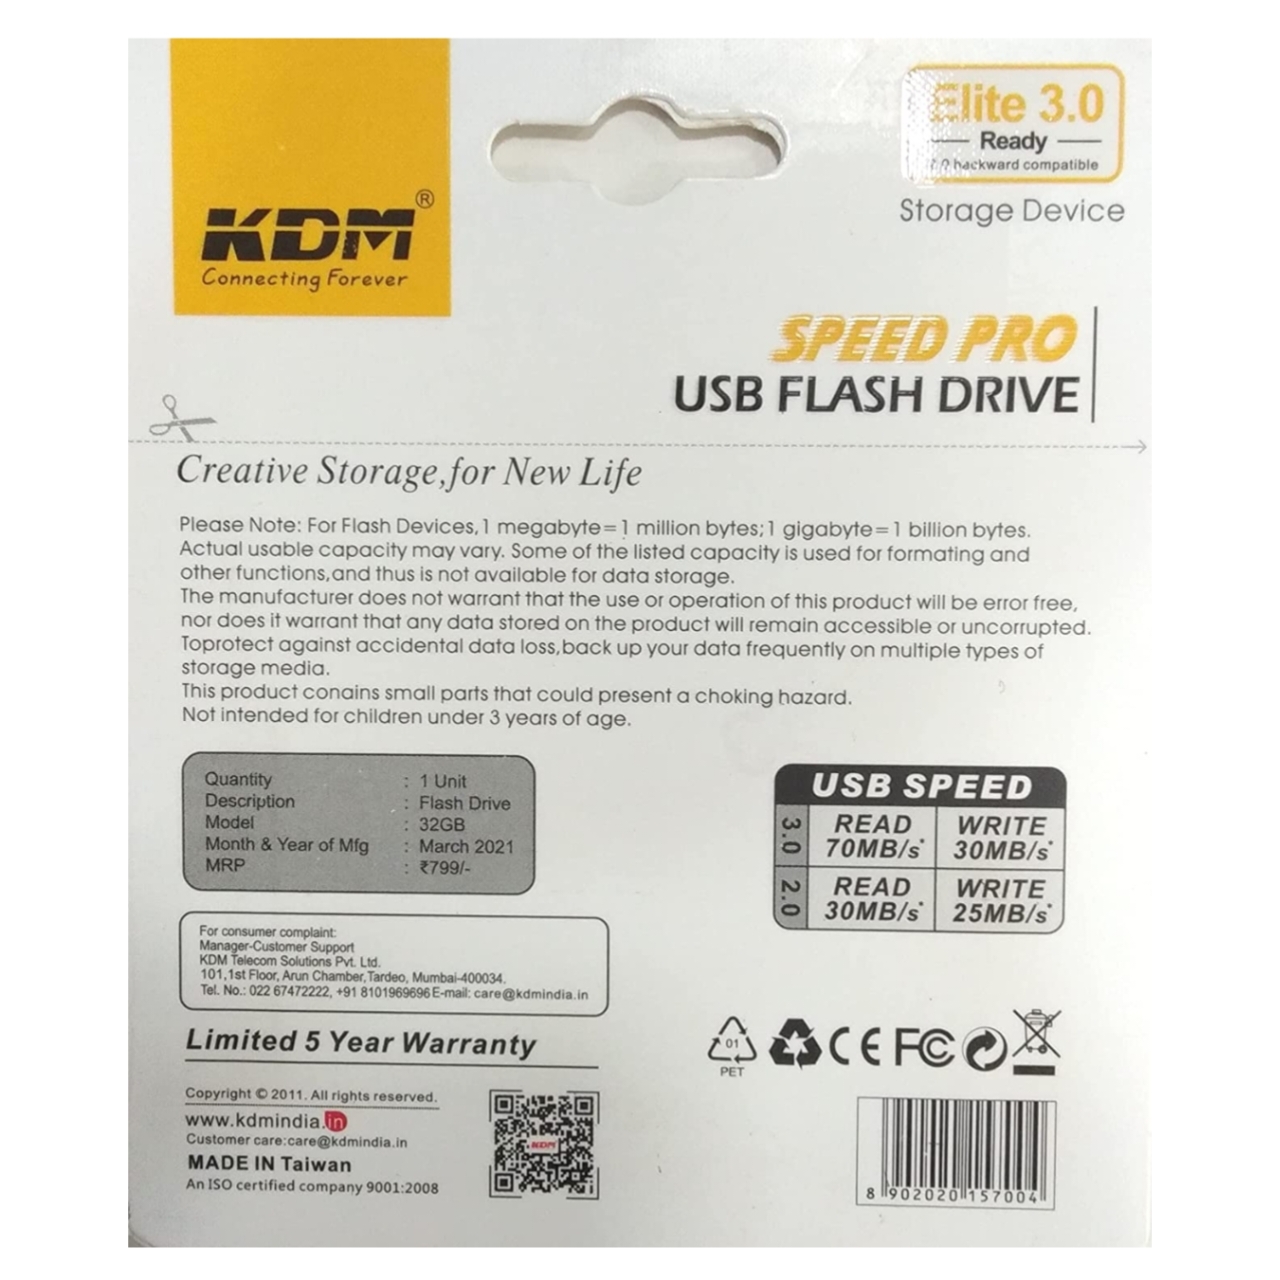 KDM®
Connecting Forever
Elite 3.0
Ready
backward compatible
Storage Device
SPEED PRO
USB FLASH DRIVE
Creative Storage,for New Life
Please Note: For Flash Devices,1 megabyte=1 million bytes;1 gigabyte=1 billion bytes.
Actual usable capacity may vary. Some of the listed capacity is used for formating and
other functions,and thus is not available for data storage.
The manufacturer does not warrant that the use or operation of this product will be error free,
nor does it warrant that any data stored on the product will remain accessible or uncorrupted.
Toprotect against accidental data loss,back up your data frequently on multiple types of
storage media.
This product conains small parts that could present a choking hazard.
Not intended for children under 3 years of age.
Quantity : 1 Unit
Description : Flash Drive
Model : 32GB
Month & Year of Mfg : March 2021
MRP : ₹799/-
USB SPEED
3.0 READ 70MB/s* WRITE 30MB/s*
2.0 READ 30MB/s* WRITE 25MB/s*
For consumer complaint:
Manager-Customer Support
KDM Telecom Solutions Pvt. Ltd.
101,1st Floor, Arun Chamber,Tardeo, Mumbai-400034.
Tel. No.: 022 67472222, +91 8101969696 E-mail: care@kdmindia.in
Limited 5 Year Warranty
01
PET
CE FC
Copyright © 2011. All rights reserved.
www.kdmindia.in
Customer care:care@kdmindia.in
MADE IN Taiwan
An ISO certified company 9001:2008
KDM
8 902020 157004